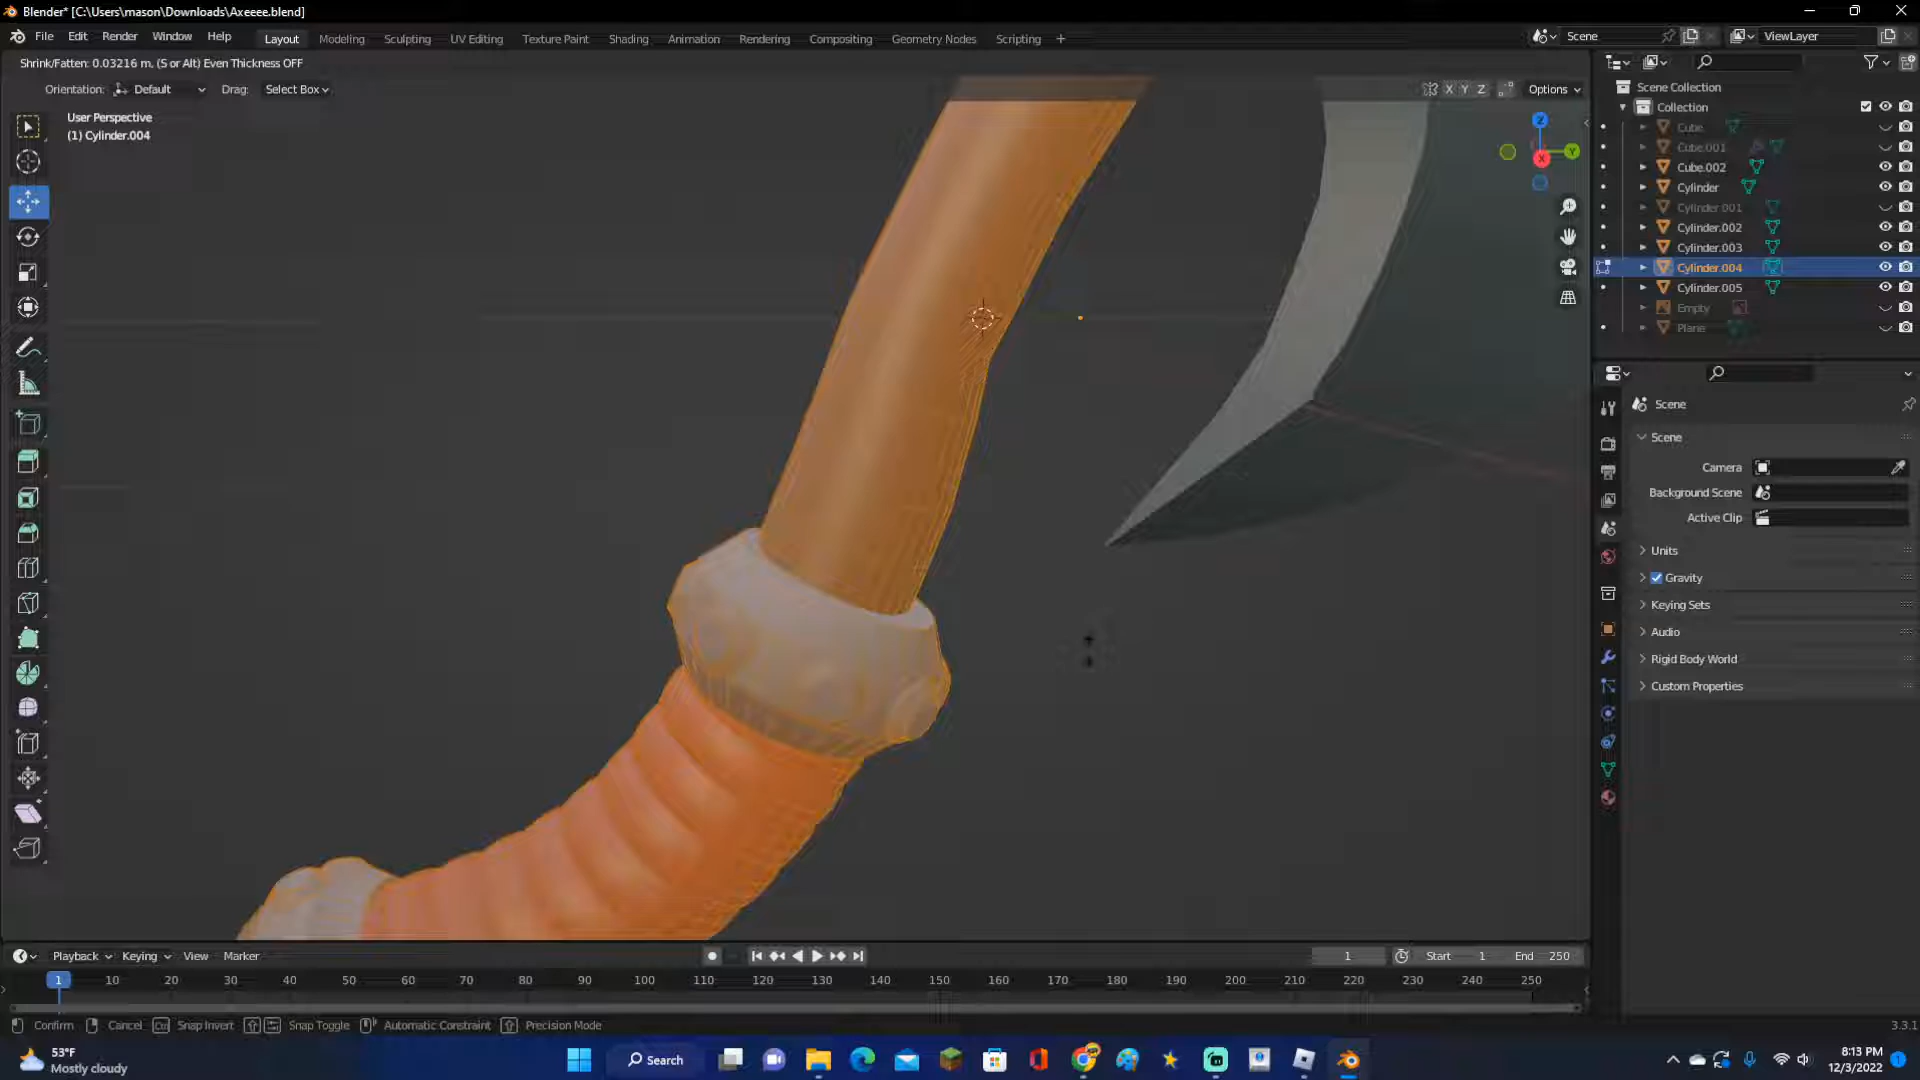 Blender* [C:\Users\mason\Downloads\Axeeee.blend]
File Edit Render Window Help Layout Modeling Sculpting UV Editing Texture Paint Shading Animation Rendering Compositing Geometry Nodes Scripting + Scene ViewLayer
Shrink/Fatten: 0.03216 m, (S or Alt) Even Thickness OFF
Orientation: Default Drag: Select Box X Y Z Options
User Perspective
(1) Cylinder.004
Z
Y
X
Scene Collection
Collection
Cube
Cube.001
Cube.002
Cylinder
Cylinder.001
Cylinder.002
Cylinder.003
Cylinder.004
Cylinder.005
Empty
Plane
Scene
Scene
Camera
Background Scene
Active Clip
Units
Gravity
Keying Sets
Audio
Rigid Body World
Custom Properties
Playback Keying View Marker 1 Start 1 End 250
1 10 20 30 40 50 60 70 80 90 100 110 120 130 140 150 160 170 180 190 200 210 220 230 240 250
Confirm Cancel Ctrl Snap Invert Snap Toggle Automatic Constraint Precision Mode 3.3.1
53°F
Mostly cloudy
Search
8:13 PM
12/3/2022
1